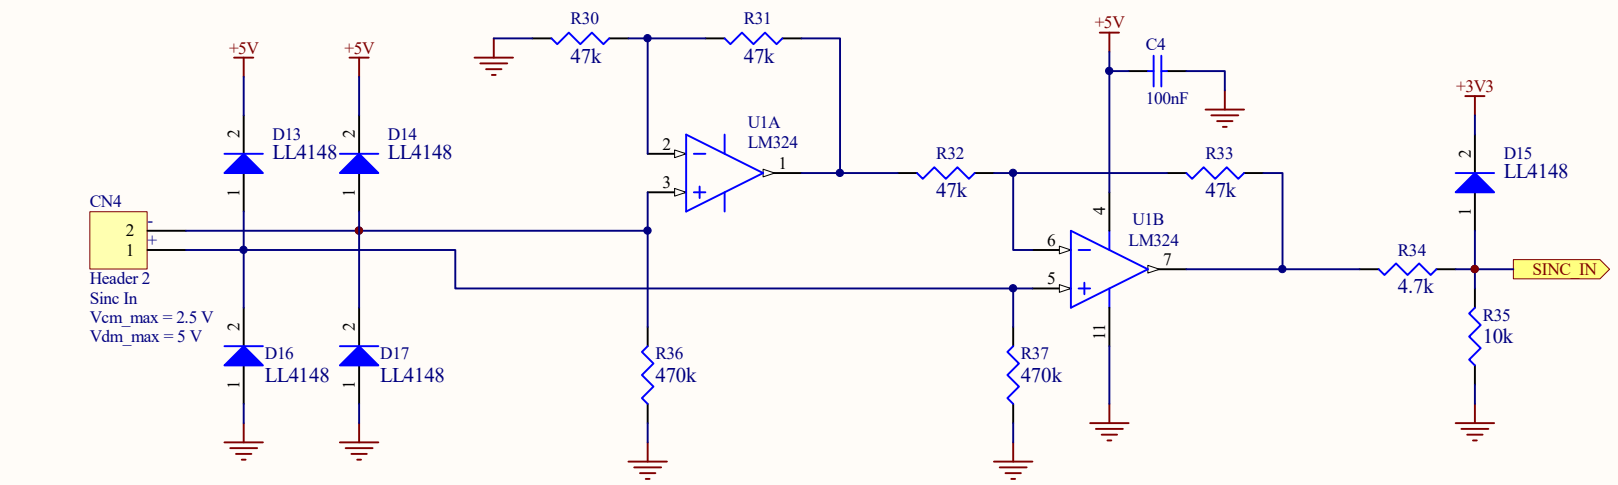 R30
47k
R31
47k
+5V
C4
100nF
+5V
+5V
+3V3
2
D13
LL4148
1
2
D14
LL4148
1
U1A
LM324
2
3
1
R32
47k
R33
47k
2
D15
LL4148
1
CN4
2
1
-
+
Header 2
Sinc In
Vcm_max = 2.5 V
Vdm_max = 5 V
4
U1B
LM324
6
5
7
11
R34
4.7k
SINC_IN
R35
10k
2
D16
LL4148
1
2
D17
LL4148
1
R36
470k
R37
470k